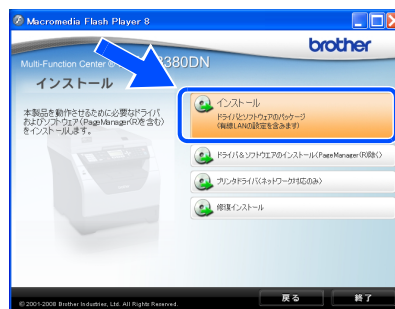 Macromedia Flash Player 8
brother
Multi-Function Center
380DN
インストール
本製品を動作させるために必要なドライバ
およびソフトウェア(PageManager(R)を含む)
をインストールします。
インストール
ドライバとソフトウェアのパッケージ
(有線LANの設定を含みます)
ドライバ&ソフトウェアのインストール(PageManager(R)除く)
プリンタドライバ(ネットワーク対応のみ)
修復インストール
© 2001-2008 Brother Industries, Ltd. All Rights Reserved.
戻る
終了